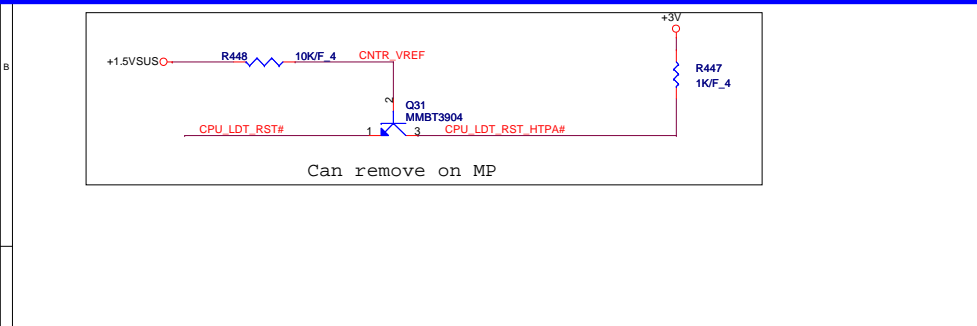 +3V
B
+1.5VSUS
R448
10K/F_4
CNTR_VREF
R447
1K/F_4
2
Q31
MMBT3904
CPU_LDT_RST#
1
3
CPU_LDT_RST_HTPA#
Can remove on MP